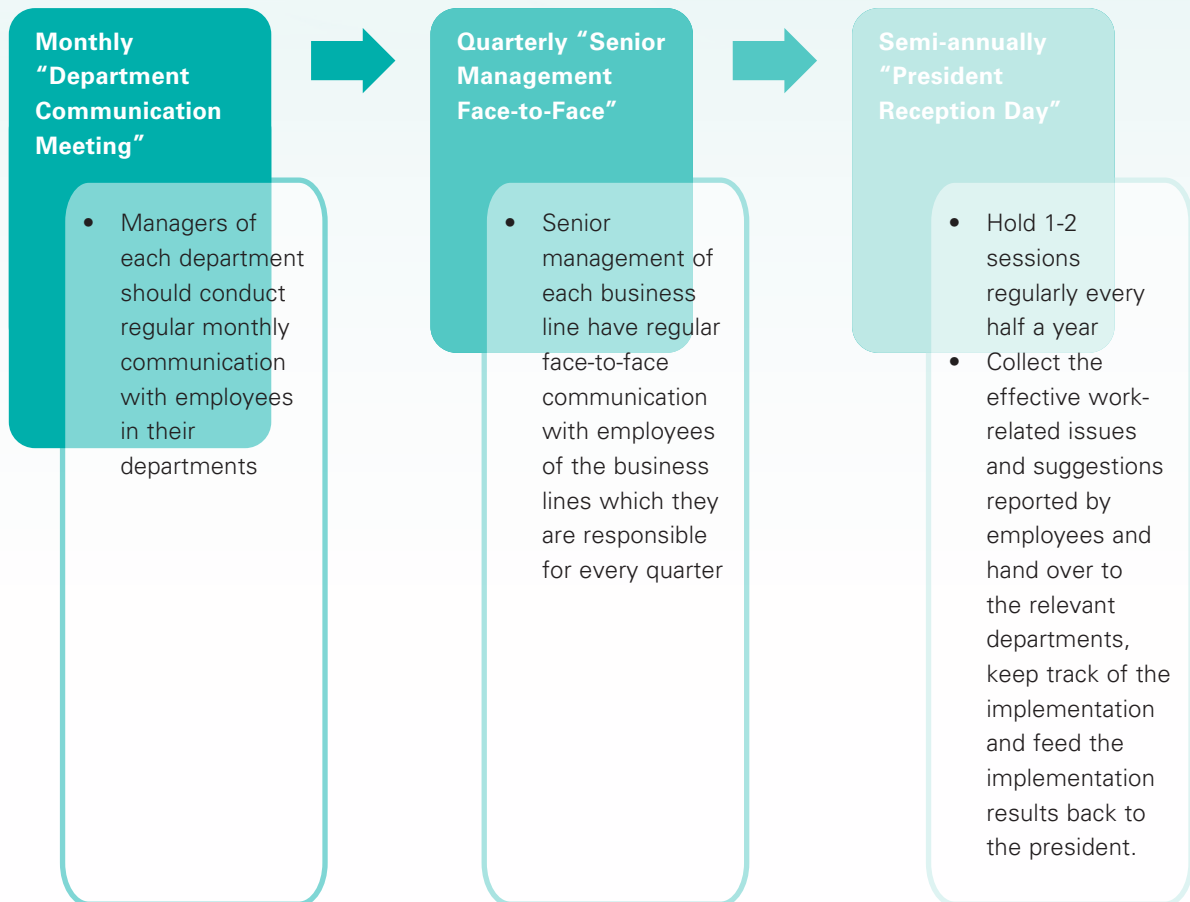 Monthly
“Department
Communication
Meeting”
• Managers of
each department
should conduct
regular monthly
communication
with employees
in their
departments
Quarterly “Senior
Management
Face-to-Face”
• Senior
management of
each business
line have regular
face-to-face
communication
with employees
of the business
lines which they
are responsible
for every quarter
Semi-annually
“President
Reception Day”
• Hold 1-2
sessions
regularly every
half a year
• Collect the
effective work-
related issues
and suggestions
reported by
employees and
hand over to
the relevant
departments,
keep track of the
implementation
and feed the
implementation
results back to
the president.